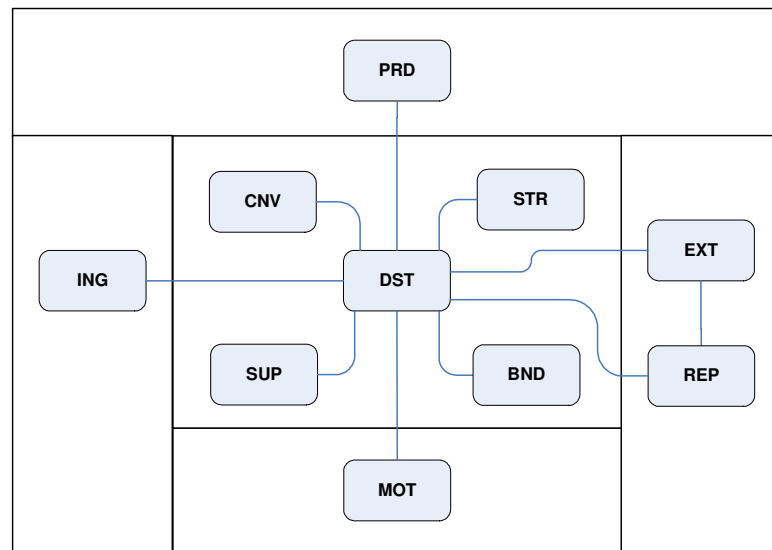 PRD
CNV
STR
EXT
ING
DST
SUP
BND
REP
MOT